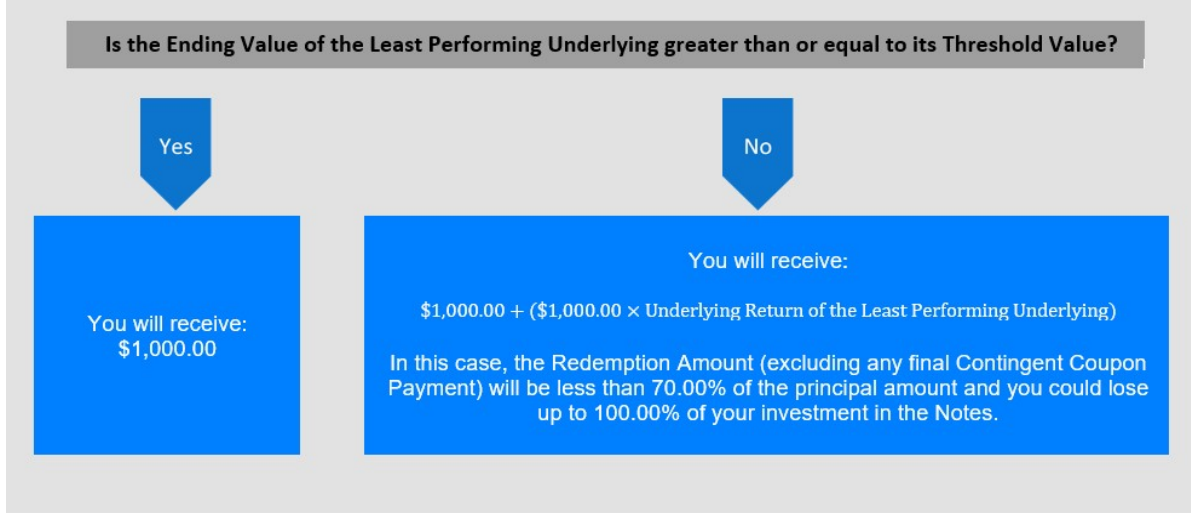 Is the Ending Value of the Least Performing Underlying greater than or equal to its Threshold Value?
Yes
No
You will receive:
$1,000.00
You will receive:
$1,000.00 + ($1,000.00 × Underlying Return of the Least Performing Underlying)
In this case, the Redemption Amount (excluding any final Contingent Coupon
Payment) will be less than 70.00% of the principal amount and you could lose
up to 100.00% of your investment in the Notes.